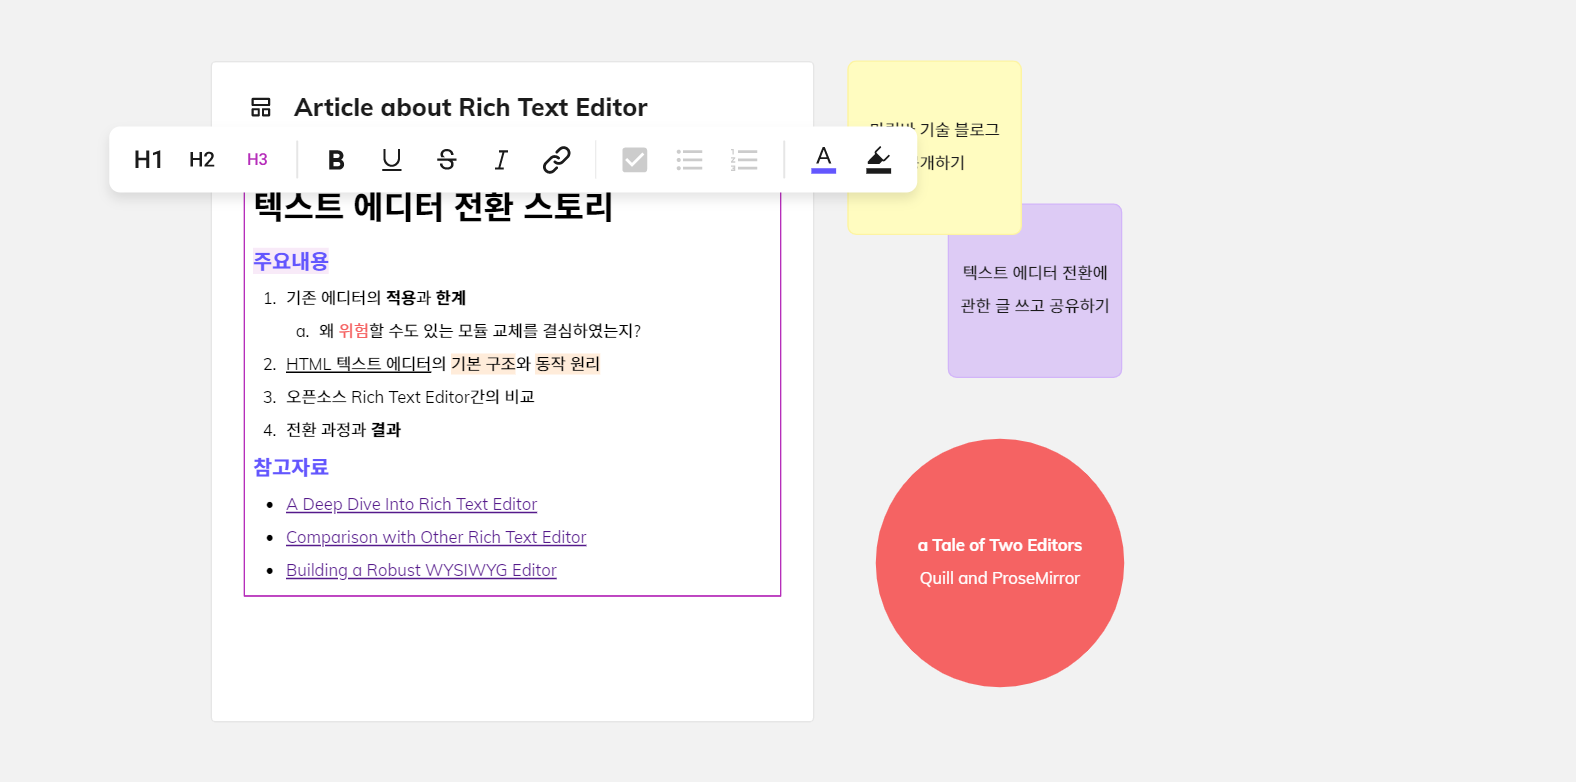 Article about Rich Text Editor
H1 H2 H3 B U S I A
텍스트 에디터 전환 스토리
주요내용
1. 기존 에디터의 적용과 한계
a. 왜 위험할 수도 있는 모듈 교체를 결심하였는지?
2. HTML 텍스트 에디터의 기본 구조와 동작 원리
3. 오픈소스 Rich Text Editor간의 비교
4. 전환 과정과 결과
참고자료
• A Deep Dive Into Rich Text Editor
• Comparison with Other Rich Text Editor
• Building a Robust WYSIWYG Editor
기술 블로그
텍스트 에디터 전환에
관한 글 쓰고 공유하기
a Tale of Two Editors
Quill and ProseMirror